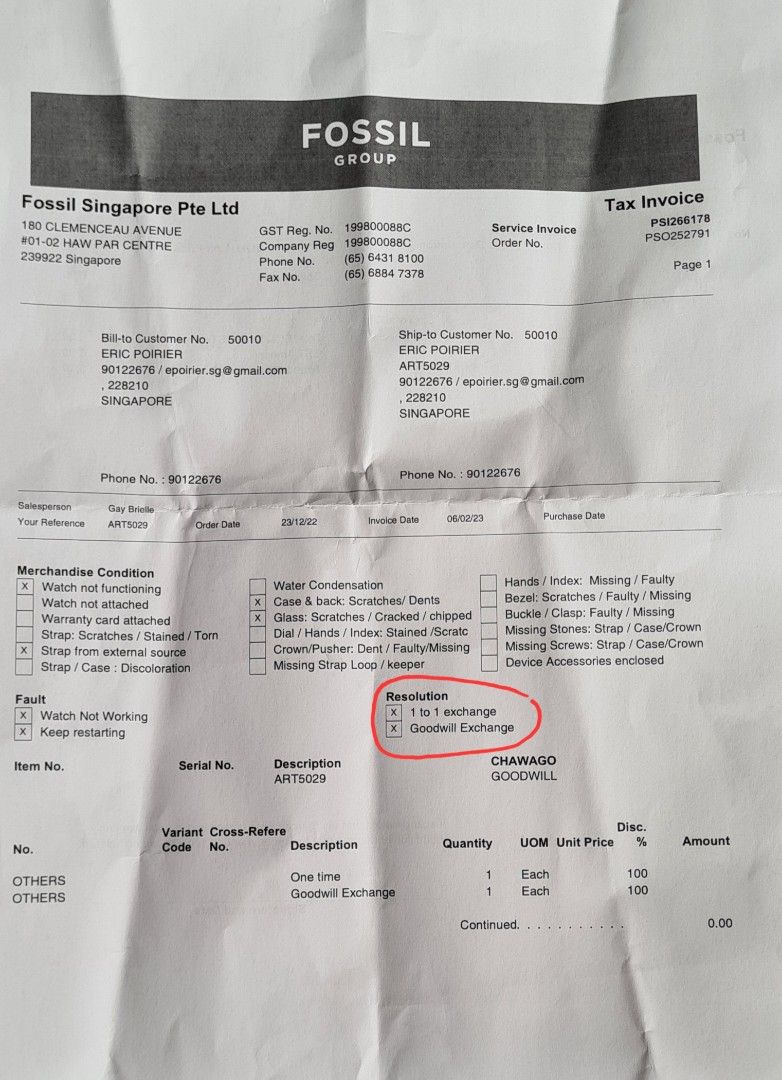 FOSSIL
GROUP
Fossil Singapore Pte Ltd
Tax Invoice
180 CLEMENCEAU AVENUE GST Reg. No. 199800088C Service Invoice PSI266178
#01-02 HAW PAR CENTRE Company Reg 199800088C Order No. PSO252791
239922 Singapore Phone No. (65) 6431 8100
Fax No. (65) 6884 7378 Page 1
Bill-to Customer No. 50010 Ship-to Customer No. 50010
ERIC POIRIER ERIC POIRIER
90122676 / epoirier.sg@gmail.com ART5029
, 228210 90122676 / epoirier.sg@gmail.com
SINGAPORE , 228210
SINGAPORE
Phone No. : 90122676 Phone No. : 90122676
Salesperson Gay Brielle
Your Reference ART5029 Order Date 23/12/22 Invoice Date 06/02/23 Purchase Date
Merchandise Condition
X Watch not functioning
Watch not attached
Warranty card attached
Strap: Scratches / Stained / Torn
X Strap from external source
Strap / Case : Discoloration
Water Condensation
X Case & back: Scratches/ Dents
X Glass: Scratches / Cracked / chipped
Dial / Hands / Index: Stained /Scratc
Crown/Pusher: Dent / Faulty/Missing
Missing Strap Loop / keeper
Hands / Index: Missing / Faulty
Bezel: Scratches / Faulty / Missing
Buckle / Clasp: Faulty / Missing
Missing Stones: Strap / Case/Crown
Missing Screws: Strap / Case/Crown
Device Accessories enclosed
Fault
X Watch Not Working
X Keep restarting
Resolution
X 1 to 1 exchange
X Goodwill Exchange
Item No. Serial No. Description CHAWAGO
ART5029 GOODWILL
No. Variant Code Cross-Refere No. Description Quantity UOM Unit Price Disc. % Amount
OTHERS One time 1 Each 100
OTHERS Goodwill Exchange 1 Each 100
Continued. . . . . . . . . . . 0.00